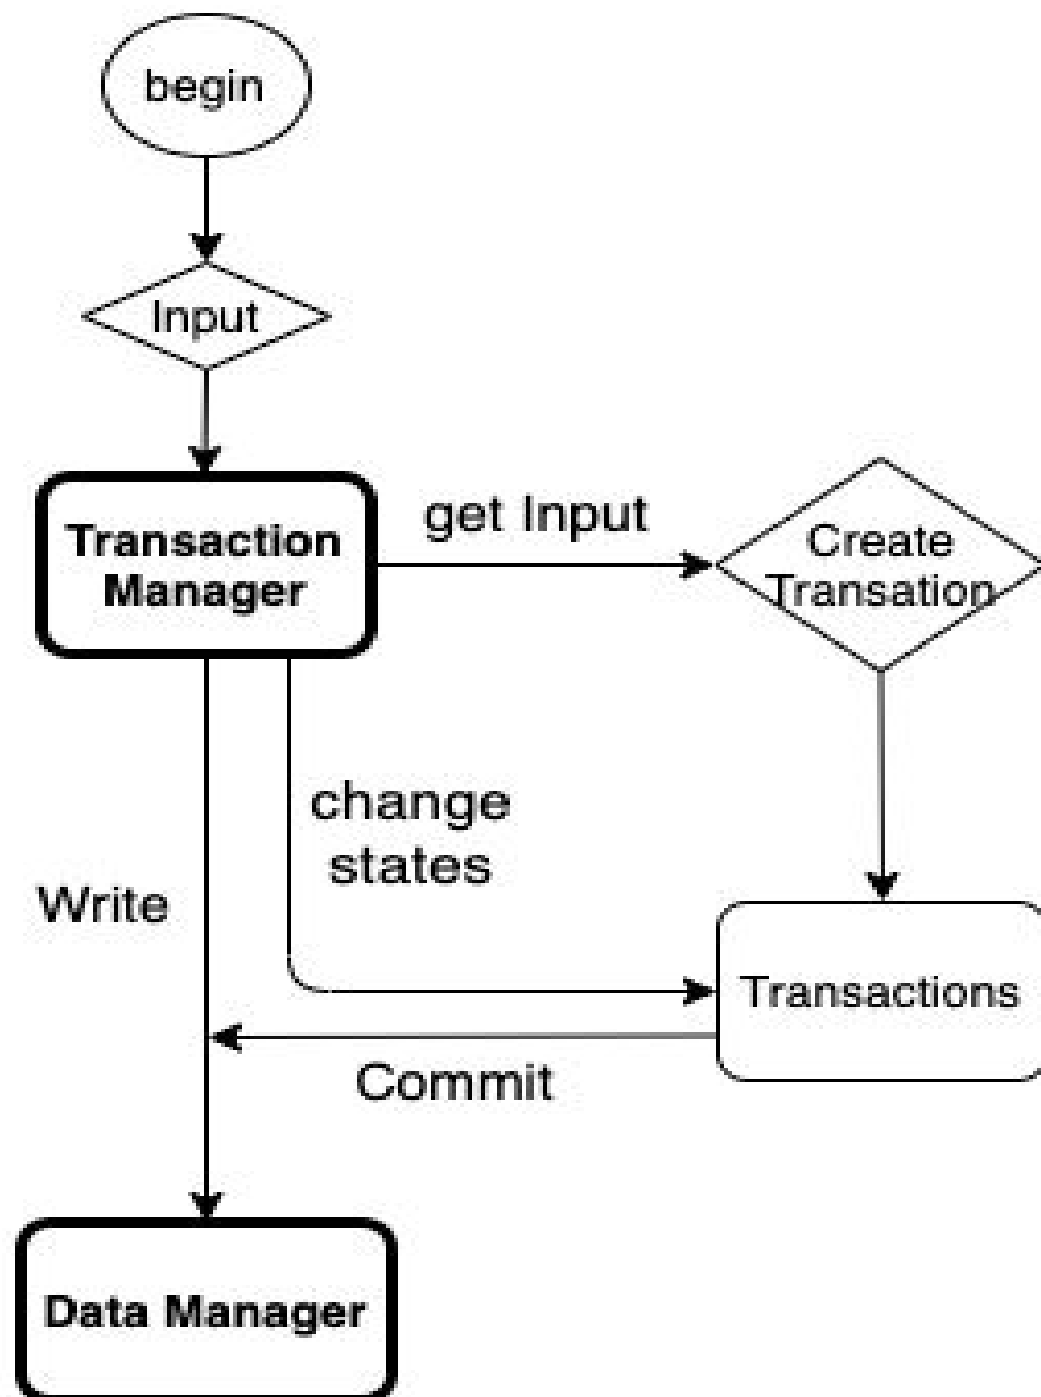 begin
Input
Transaction
Manager
get Input
Create
Transation
change
states
Write
Transactions
Commit
Data Manager